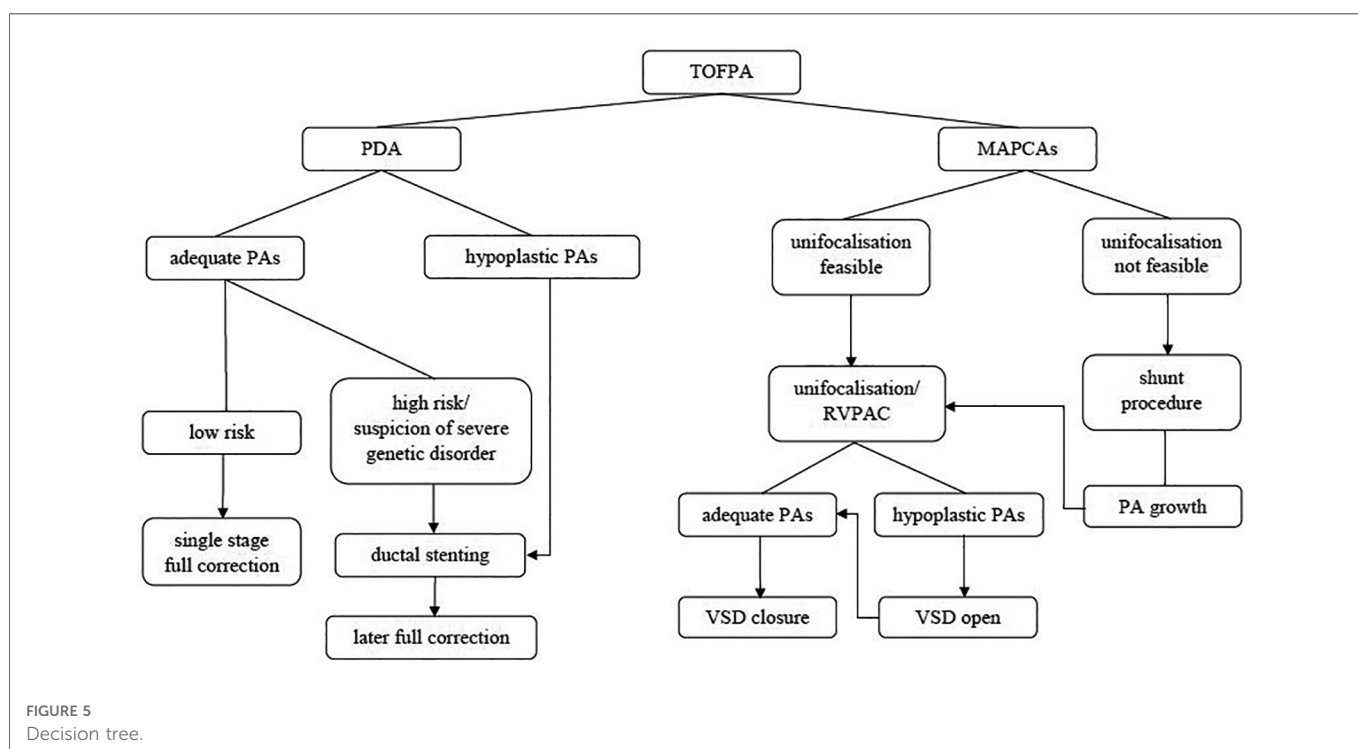 TOFPA
PDA
MAPCAs
adequate PAs
hypoplastic PAs
unifocalisation
feasible
unifocalisation
not feasible
low risk
high risk/
suspicion of severe
genetic disorder
unifocalisation/
RVPAC
shunt
procedure
single stage
full correction
ductal stenting
later full correction
adequate PAs
hypoplastic PAs
PA growth
VSD closure
VSD open
FIGURE 5
Decision tree.